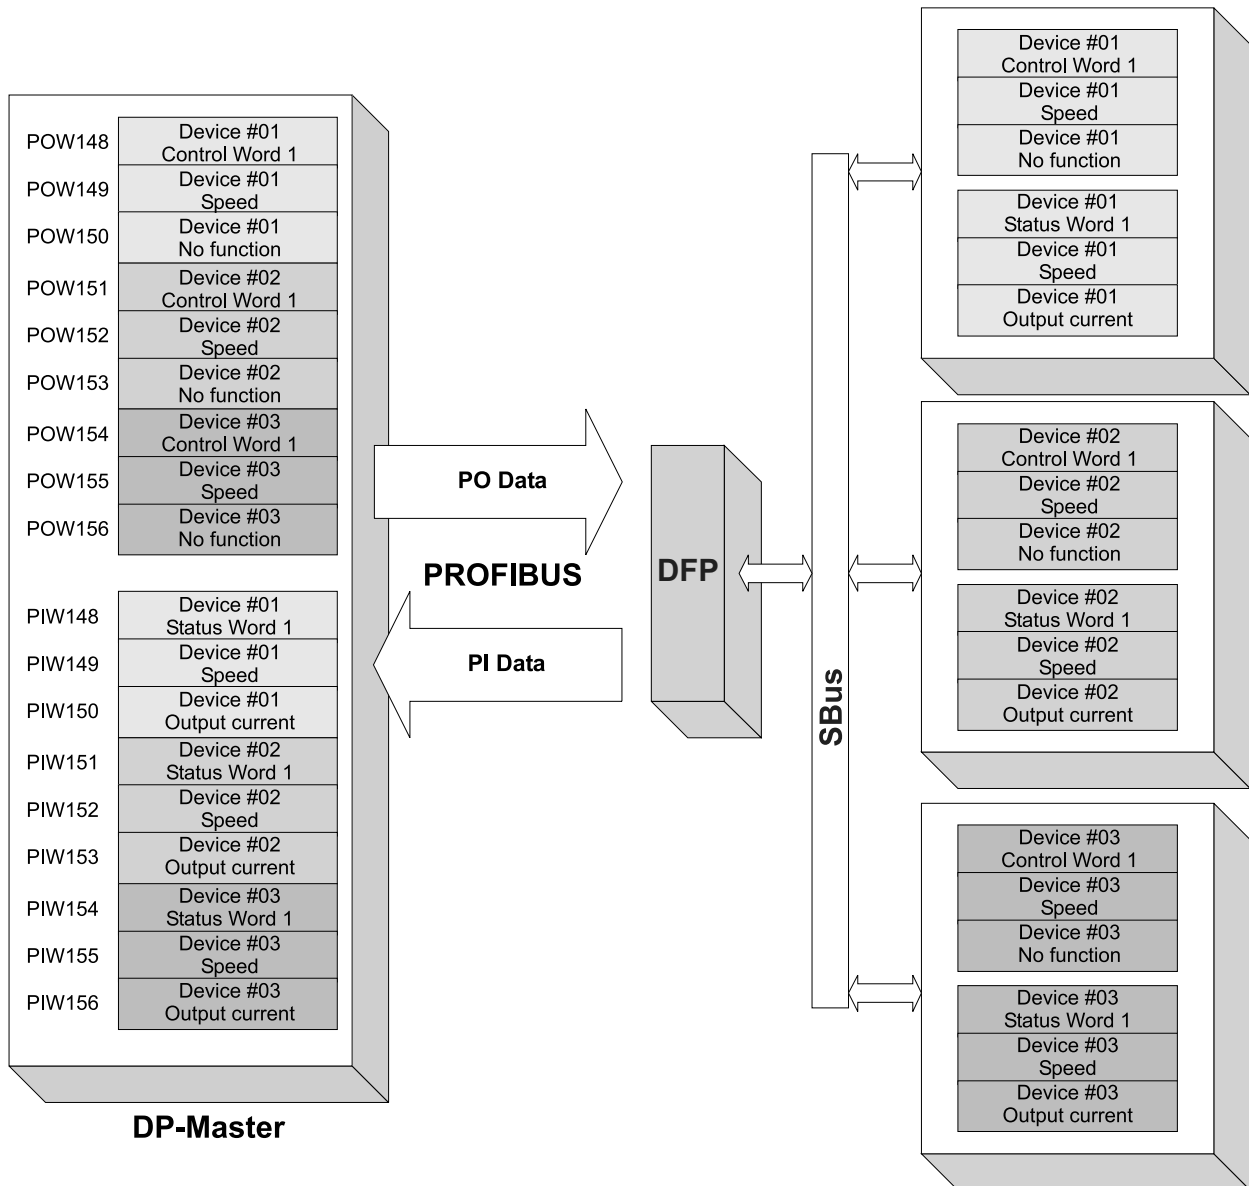 POW148
Device #01
Control Word 1
POW149
Device #01
Speed
POW150
Device #01
No function
POW151
Device #02
Control Word 1
POW152
Device #02
Speed
POW153
Device #02
No function
POW154
Device #03
Control Word 1
POW155
Device #03
Speed
POW156
Device #03
No function
PIW148
Device #01
Status Word 1
PIW149
Device #01
Speed
PIW150
Device #01
Output current
PIW151
Device #02
Status Word 1
PIW152
Device #02
Speed
PIW153
Device #02
Output current
PIW154
Device #03
Status Word 1
PIW155
Device #03
Speed
PIW156
Device #03
Output current
DP-Master
PO Data
PROFIBUS
PI Data
DFP
SBus
Device #01
Control Word 1
Device #01
Speed
Device #01
No function
Device #01
Status Word 1
Device #01
Speed
Device #01
Output current
Device #02
Control Word 1
Device #02
Speed
Device #02
No function
Device #02
Status Word 1
Device #02
Speed
Device #02
Output current
Device #03
Control Word 1
Device #03
Speed
Device #03
No function
Device #03
Status Word 1
Device #03
Speed
Device #03
Output current